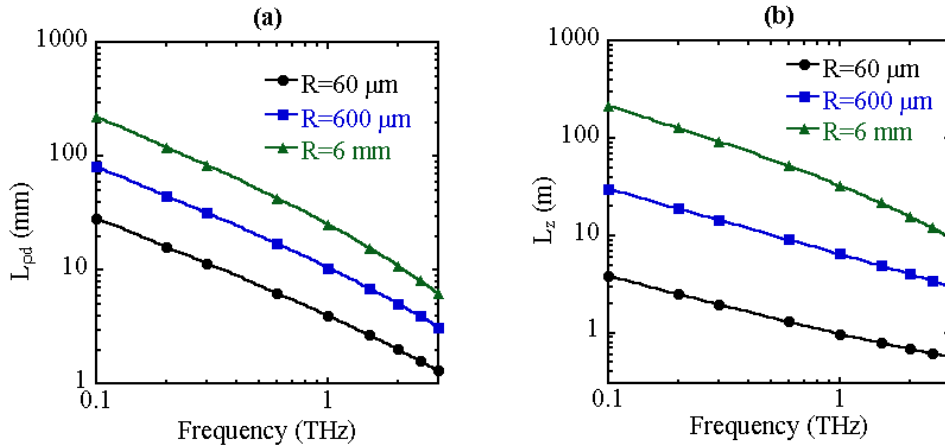 (a)
1000
100
10
1
L_ρd (mm)
R=60 μm
R=600 μm
R=6 mm
0.1
1
Frequency (THz)
(b)
1000
100
10
1
L_z (m)
R=60 μm
R=600 μm
R=6 mm
0.1
1
Frequency (THz)